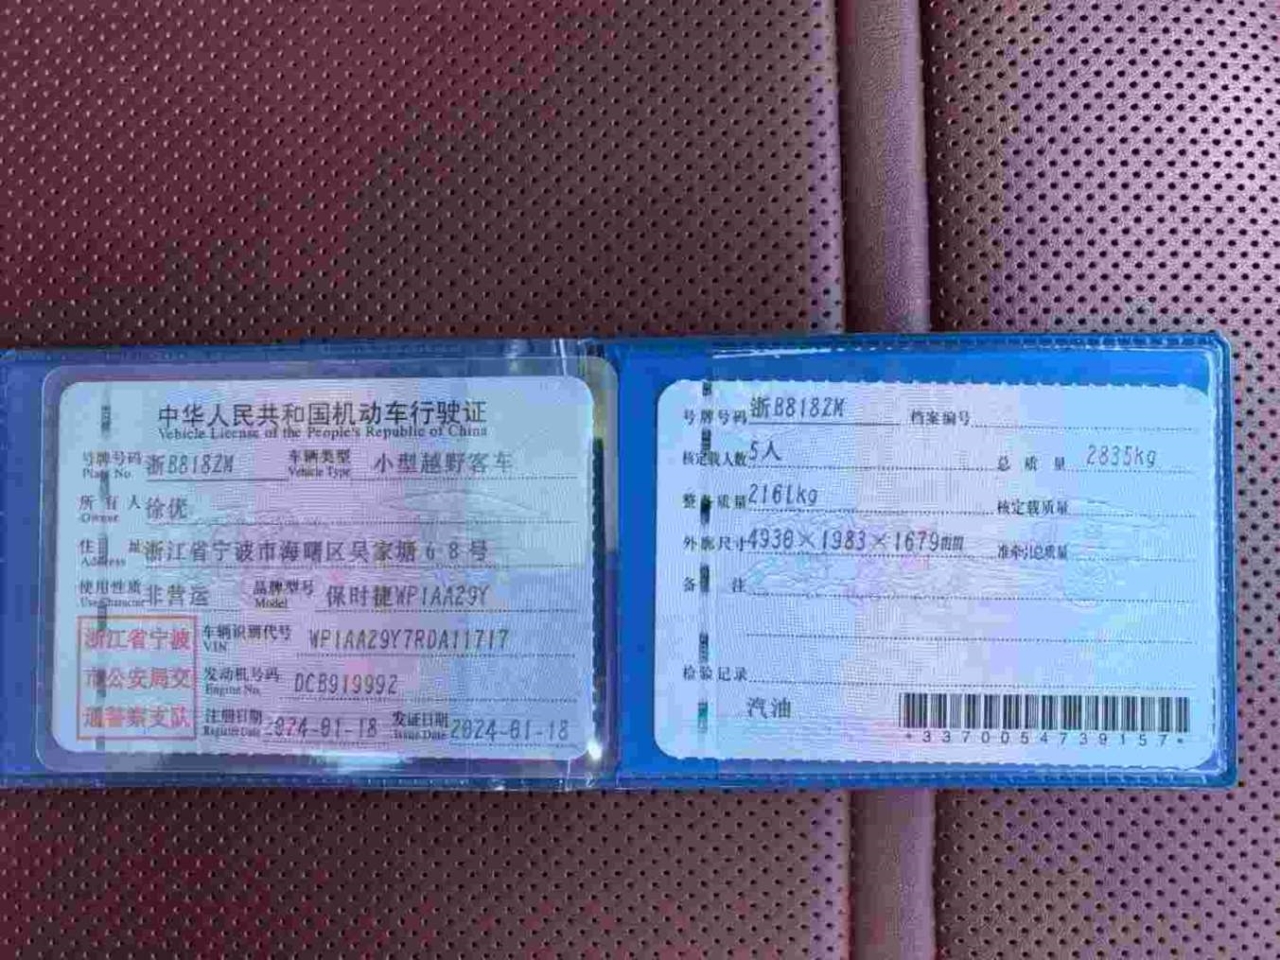 中华人民共和国机动车行驶证
Vehicle License of the People's Republic of China
号牌号码 浙B818ZM 车辆类型 小型越野客车
Plate No. Vehicle Type
所有人 徐优
Owner
住址 浙江省宁波市海曙区吴家塘68号
Address
使用性质 非营运 品牌型号 保时捷WP1AA29Y
Use Character Model
浙江省宁波
市公安局交
通警察支队
车辆识别代号 WP1AA29Y7RDA11717
VIN
发动机号码 DCB919992
Engine No.
注册日期 2024-01-18 发证日期 2024-01-18
Register Date Issue Date
号牌号码 浙B818ZM 档案编号
核定载人数 5人 总质量 2835kg
整备质量 2161kg 核定载质量
外廓尺寸 4930×1983×1679mm 准牵引总质量
备注
检验记录
汽油
*3370054739157*